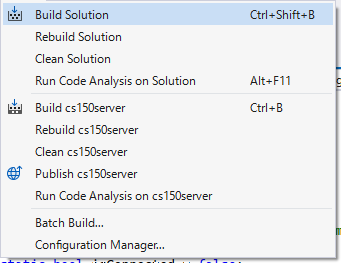 Build Solution Ctrl+Shift+B
Rebuild Solution
Clean Solution
Run Code Analysis on Solution Alt+F11
Build cs150server Ctrl+B
Rebuild cs150server
Clean cs150server
Publish cs150server
Run Code Analysis on cs150server
Batch Build...
Configuration Manager...